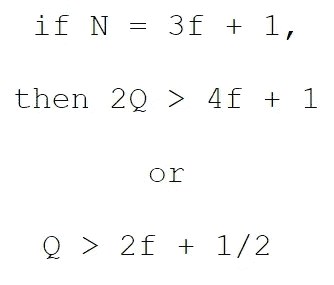 if N = 3f + 1,
then 2Q > 4f + 1
or
Q > 2f + 1/2